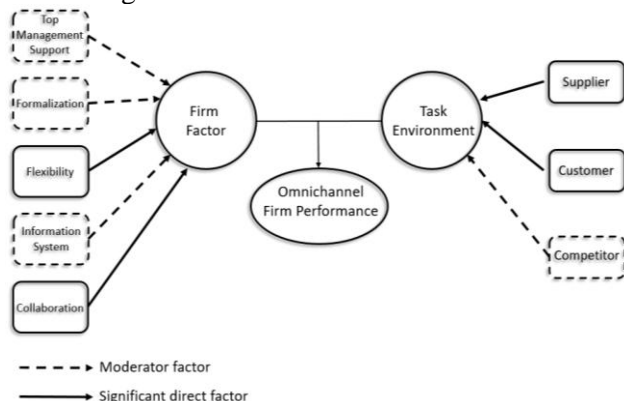 Top
Management
Support
Formalization
Flexibility
Information
System
Collaboration
Firm
Factor
Omnichannel
Firm Performance
Task
Environment
Supplier
Customer
Competitor
Moderator factor
Significant direct factor